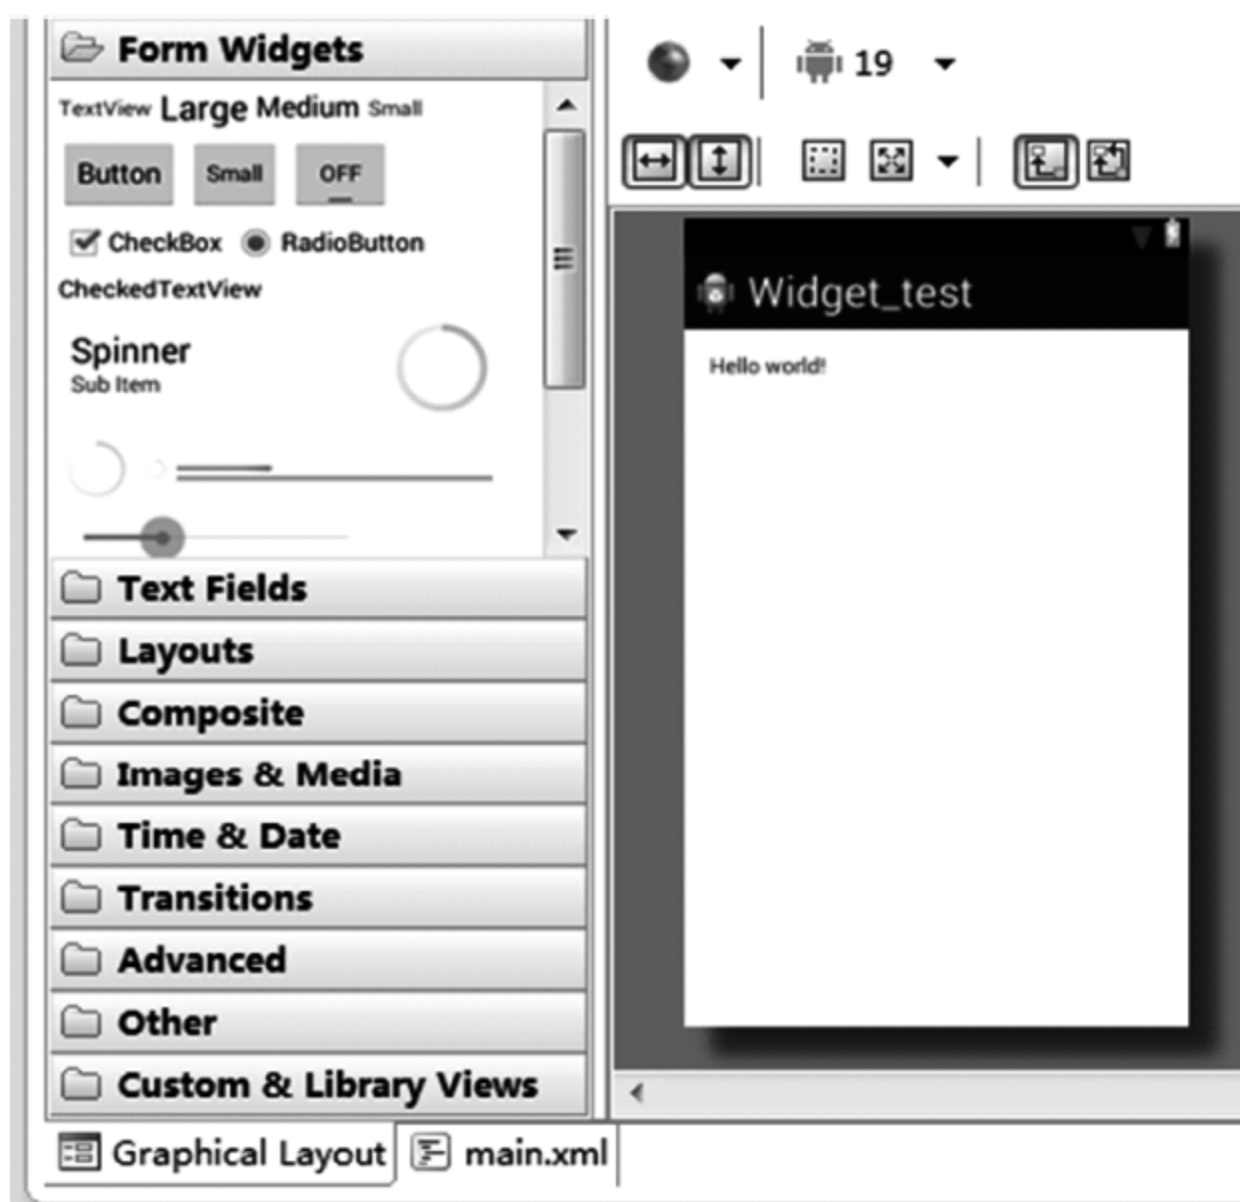 Form Widgets
TextView Large Medium Small
Button Small OFF
CheckBox RadioButton
CheckedTextView
Spinner
Sub Item
Text Fields
Layouts
Composite
Images & Media
Time & Date
Transitions
Advanced
Other
Custom & Library Views
Graphical Layout main.xml
19
Widget_test
Hello world!